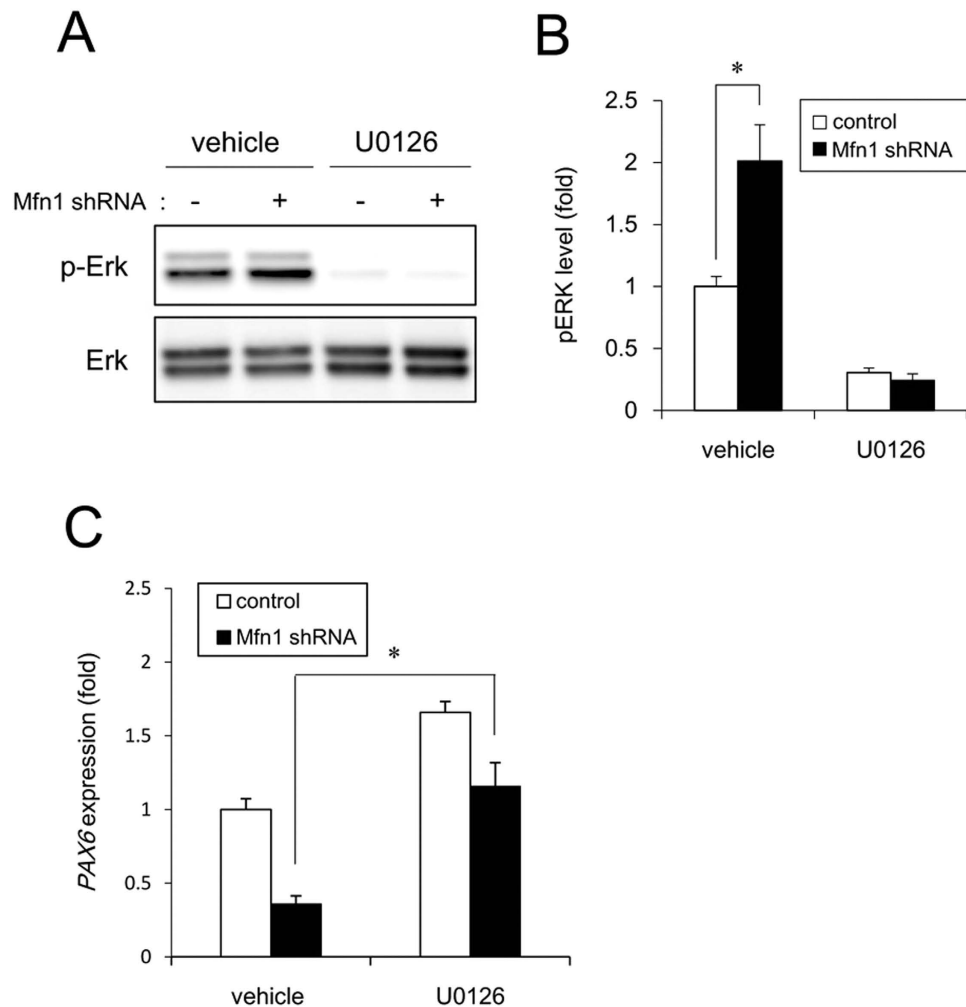 A
vehicle U0126
Mfn1 shRNA : - + - +
p-Erk
Erk
B
*
2.5
2
1.5
1
0.5
0
pERK level (fold)
control
Mfn1 shRNA
vehicle U0126
C
2.5
2
1.5
1
0.5
0
PAX6 expression (fold)
control
Mfn1 shRNA
*
vehicle U0126